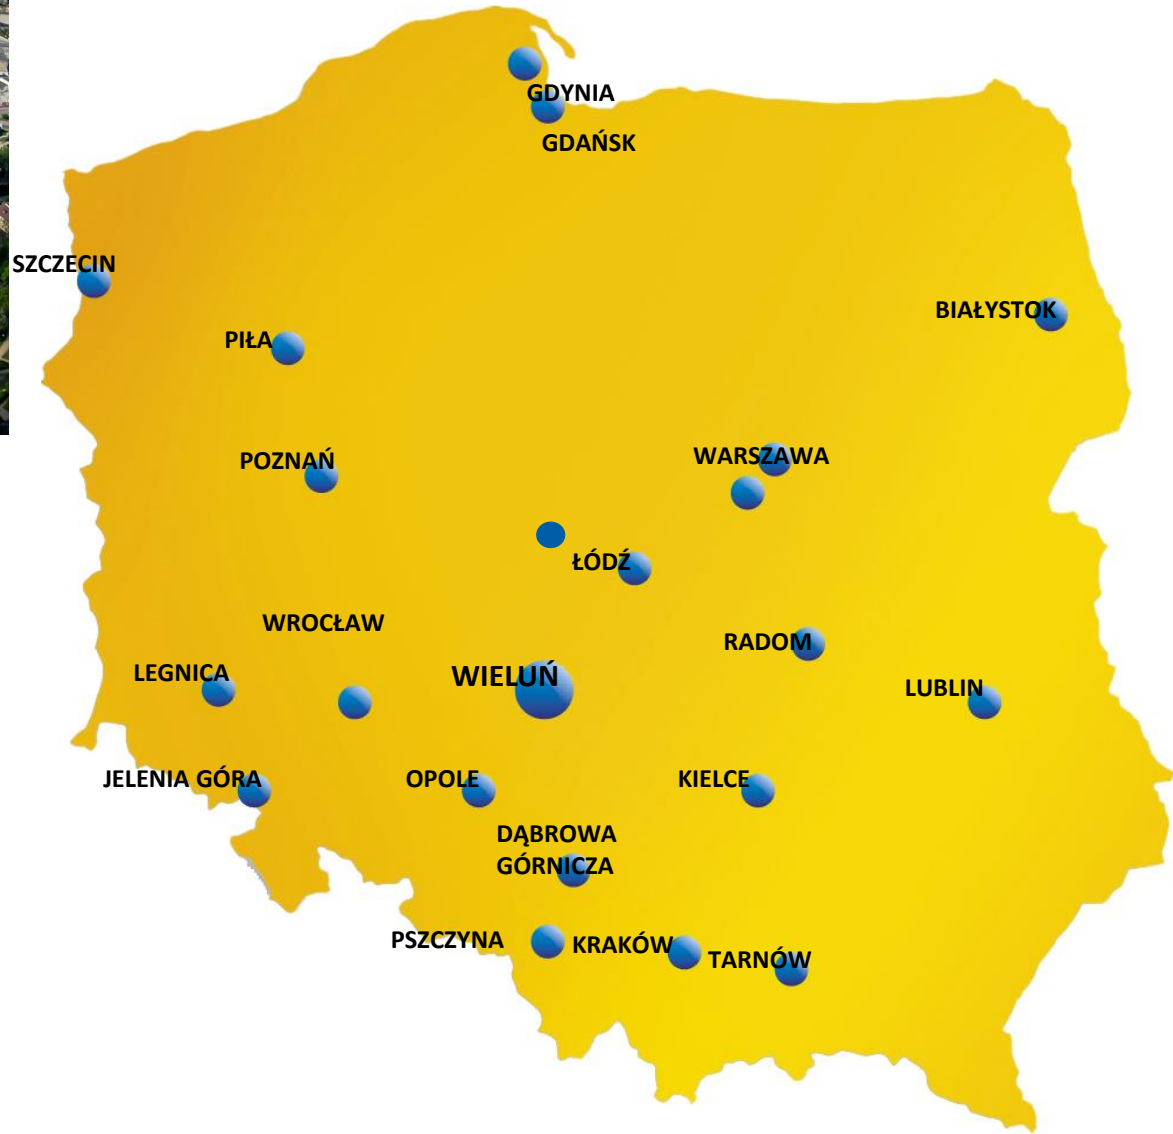 GDYNIA
GDAŃSK
SZCZECIN
BIAŁYSTOK
PIŁA
POZNAŃ
WARSZAWA
ŁÓDŹ
WROCŁAW
RADOM
LEGNICA
WIELUŃ
LUBLIN
JELENIA GÓRA
OPOLE
KIELCE
DĄBROWA
GÓRNICZA
PSZCZYNA
KRAKÓW
TARNÓW